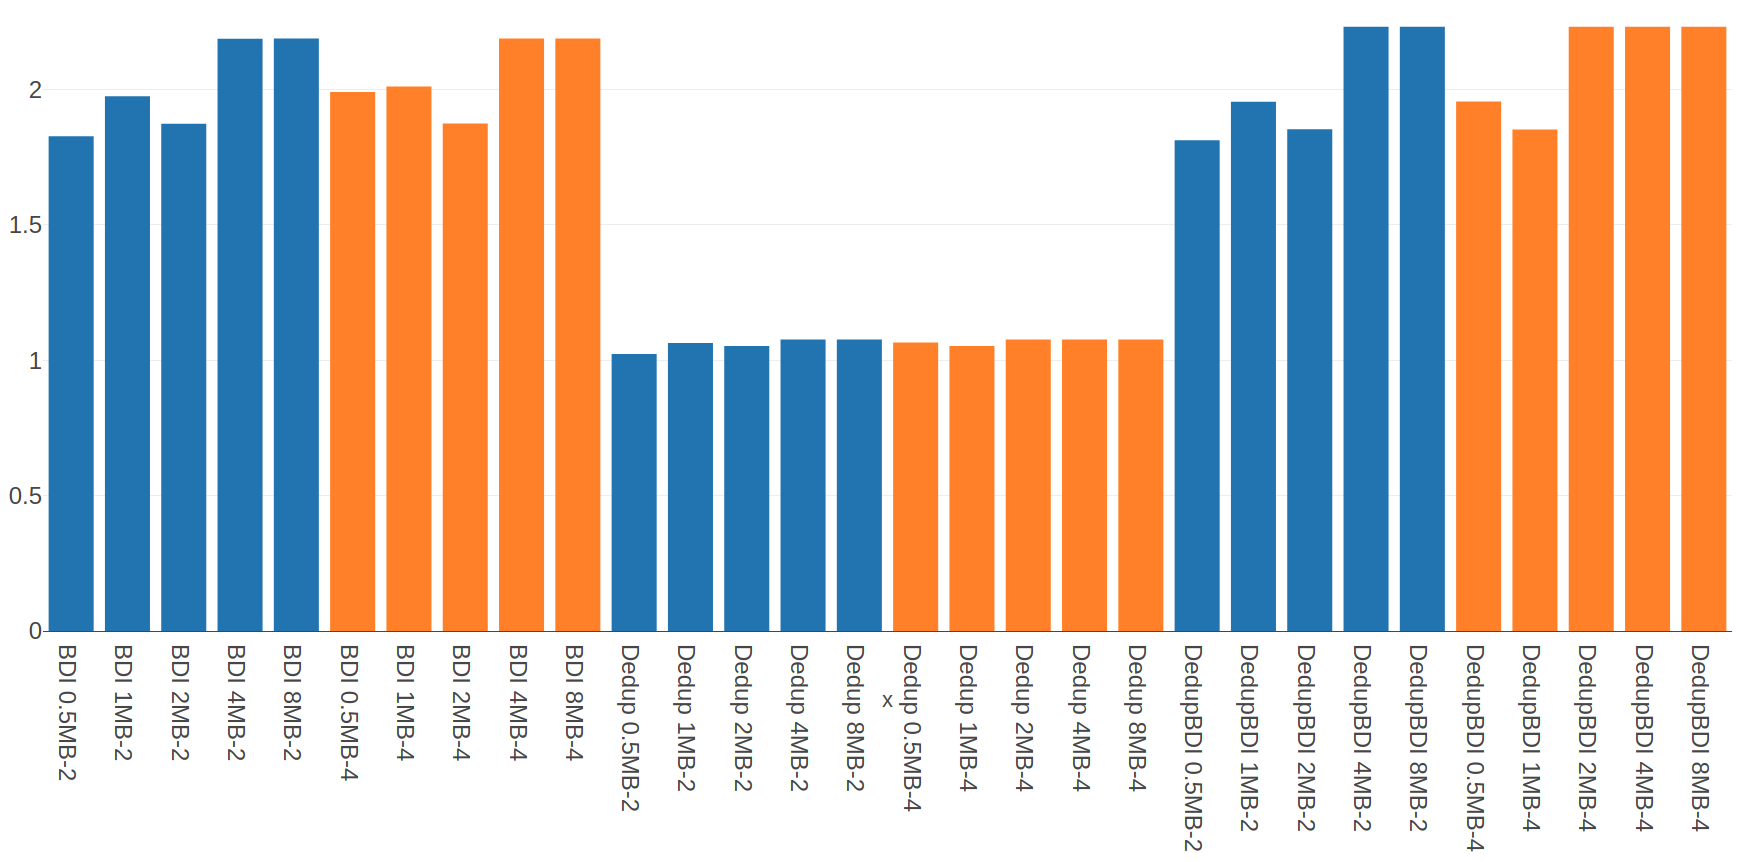 2
1.5
1
0.5
0
BDI 0.5MB-2
BDI 1MB-2
BDI 2MB-2
BDI 4MB-2
BDI 8MB-2
BDI 0.5MB-4
BDI 1MB-4
BDI 2MB-4
BDI 4MB-4
BDI 8MB-4
Dedup 0.5MB-2
Dedup 1MB-2
Dedup 2MB-2
Dedup 4MB-2
Dedup 8MB-2
Dedup 0.5MB-4
Dedup 1MB-4
Dedup 2MB-4
Dedup 4MB-4
Dedup 8MB-4
DedupBDI 0.5MB-2
DedupBDI 1MB-2
DedupBDI 2MB-2
DedupBDI 4MB-2
DedupBDI 8MB-2
DedupBDI 0.5MB-4
DedupBDI 1MB-4
DedupBDI 2MB-4
DedupBDI 4MB-4
DedupBDI 8MB-4
x